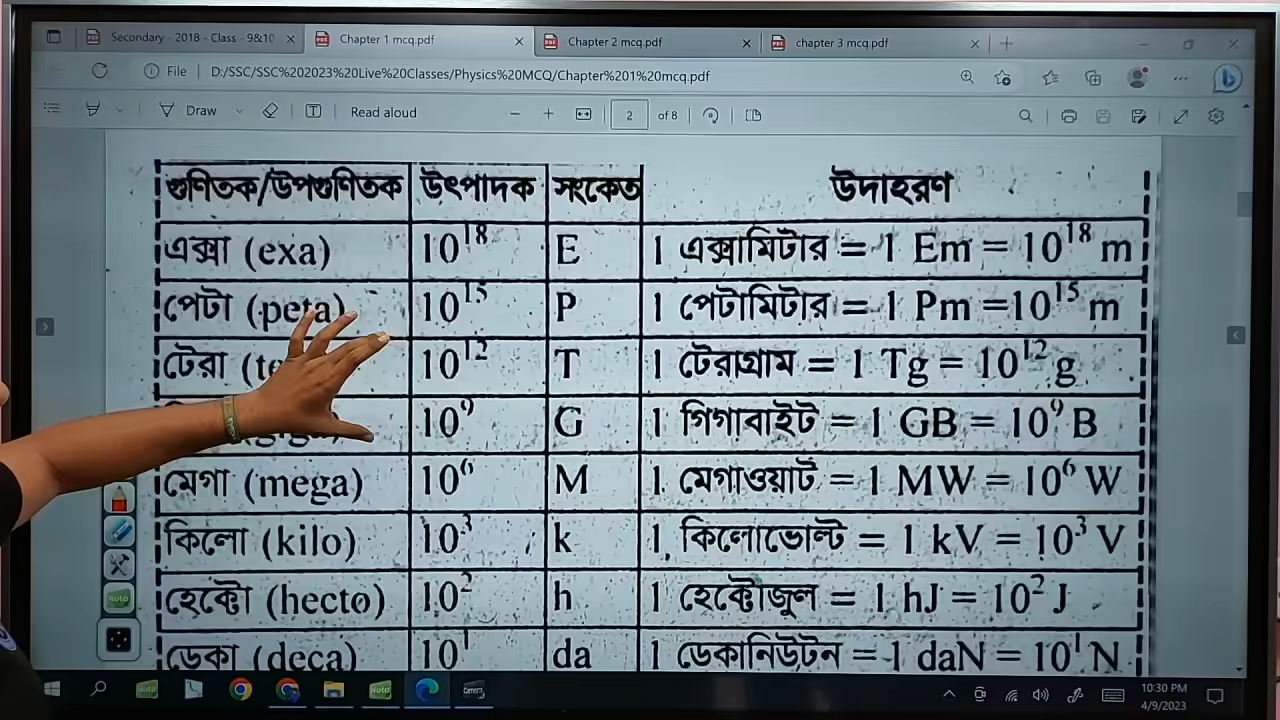 Secondary - 2018 - Class - 9&10
Chapter 1 mcq.pdf
Chapter 2 mcq.pdf
chapter 3 mcq.pdf
File D:/SSC/SSC%202023%20Live%20Classes/Physics%20MCQ/Chapter%201%20mcq.pdf
Draw Read aloud 2 of 8
গুণিতক/উপগুণিতক উৎপাদক সংকেত উদাহরণ
এক্সা (exa) 10¹⁸ E 1 এক্সামিটার = 1 Em = 10¹⁸ m
পেটা (peta) 10¹⁵ P 1 পেটামিটার = 1 Pm =10¹⁵ m
টেরা 10¹² T 1 টেরাগ্রাম = 1 Tg = 10¹² g
10⁹ G 1 গিগাবাইট = 1 GB = 10⁹ B
মেগা (mega) 10⁶ M 1 মেগাওয়াট = 1 MW = 10⁶ W
কিলো (kilo) 10³ k 1 কিলোভোল্ট = 1 kV = 10³ V
হেক্টো (hecto) 10² h 1 হেক্টোজুল = 1 hJ = 10² J
ডেকা (deca) 10¹ da 1 ডেকানিউটন = 1 daN = 10¹ N
Note
Note Note Camera
10:30 PM
4/9/2023